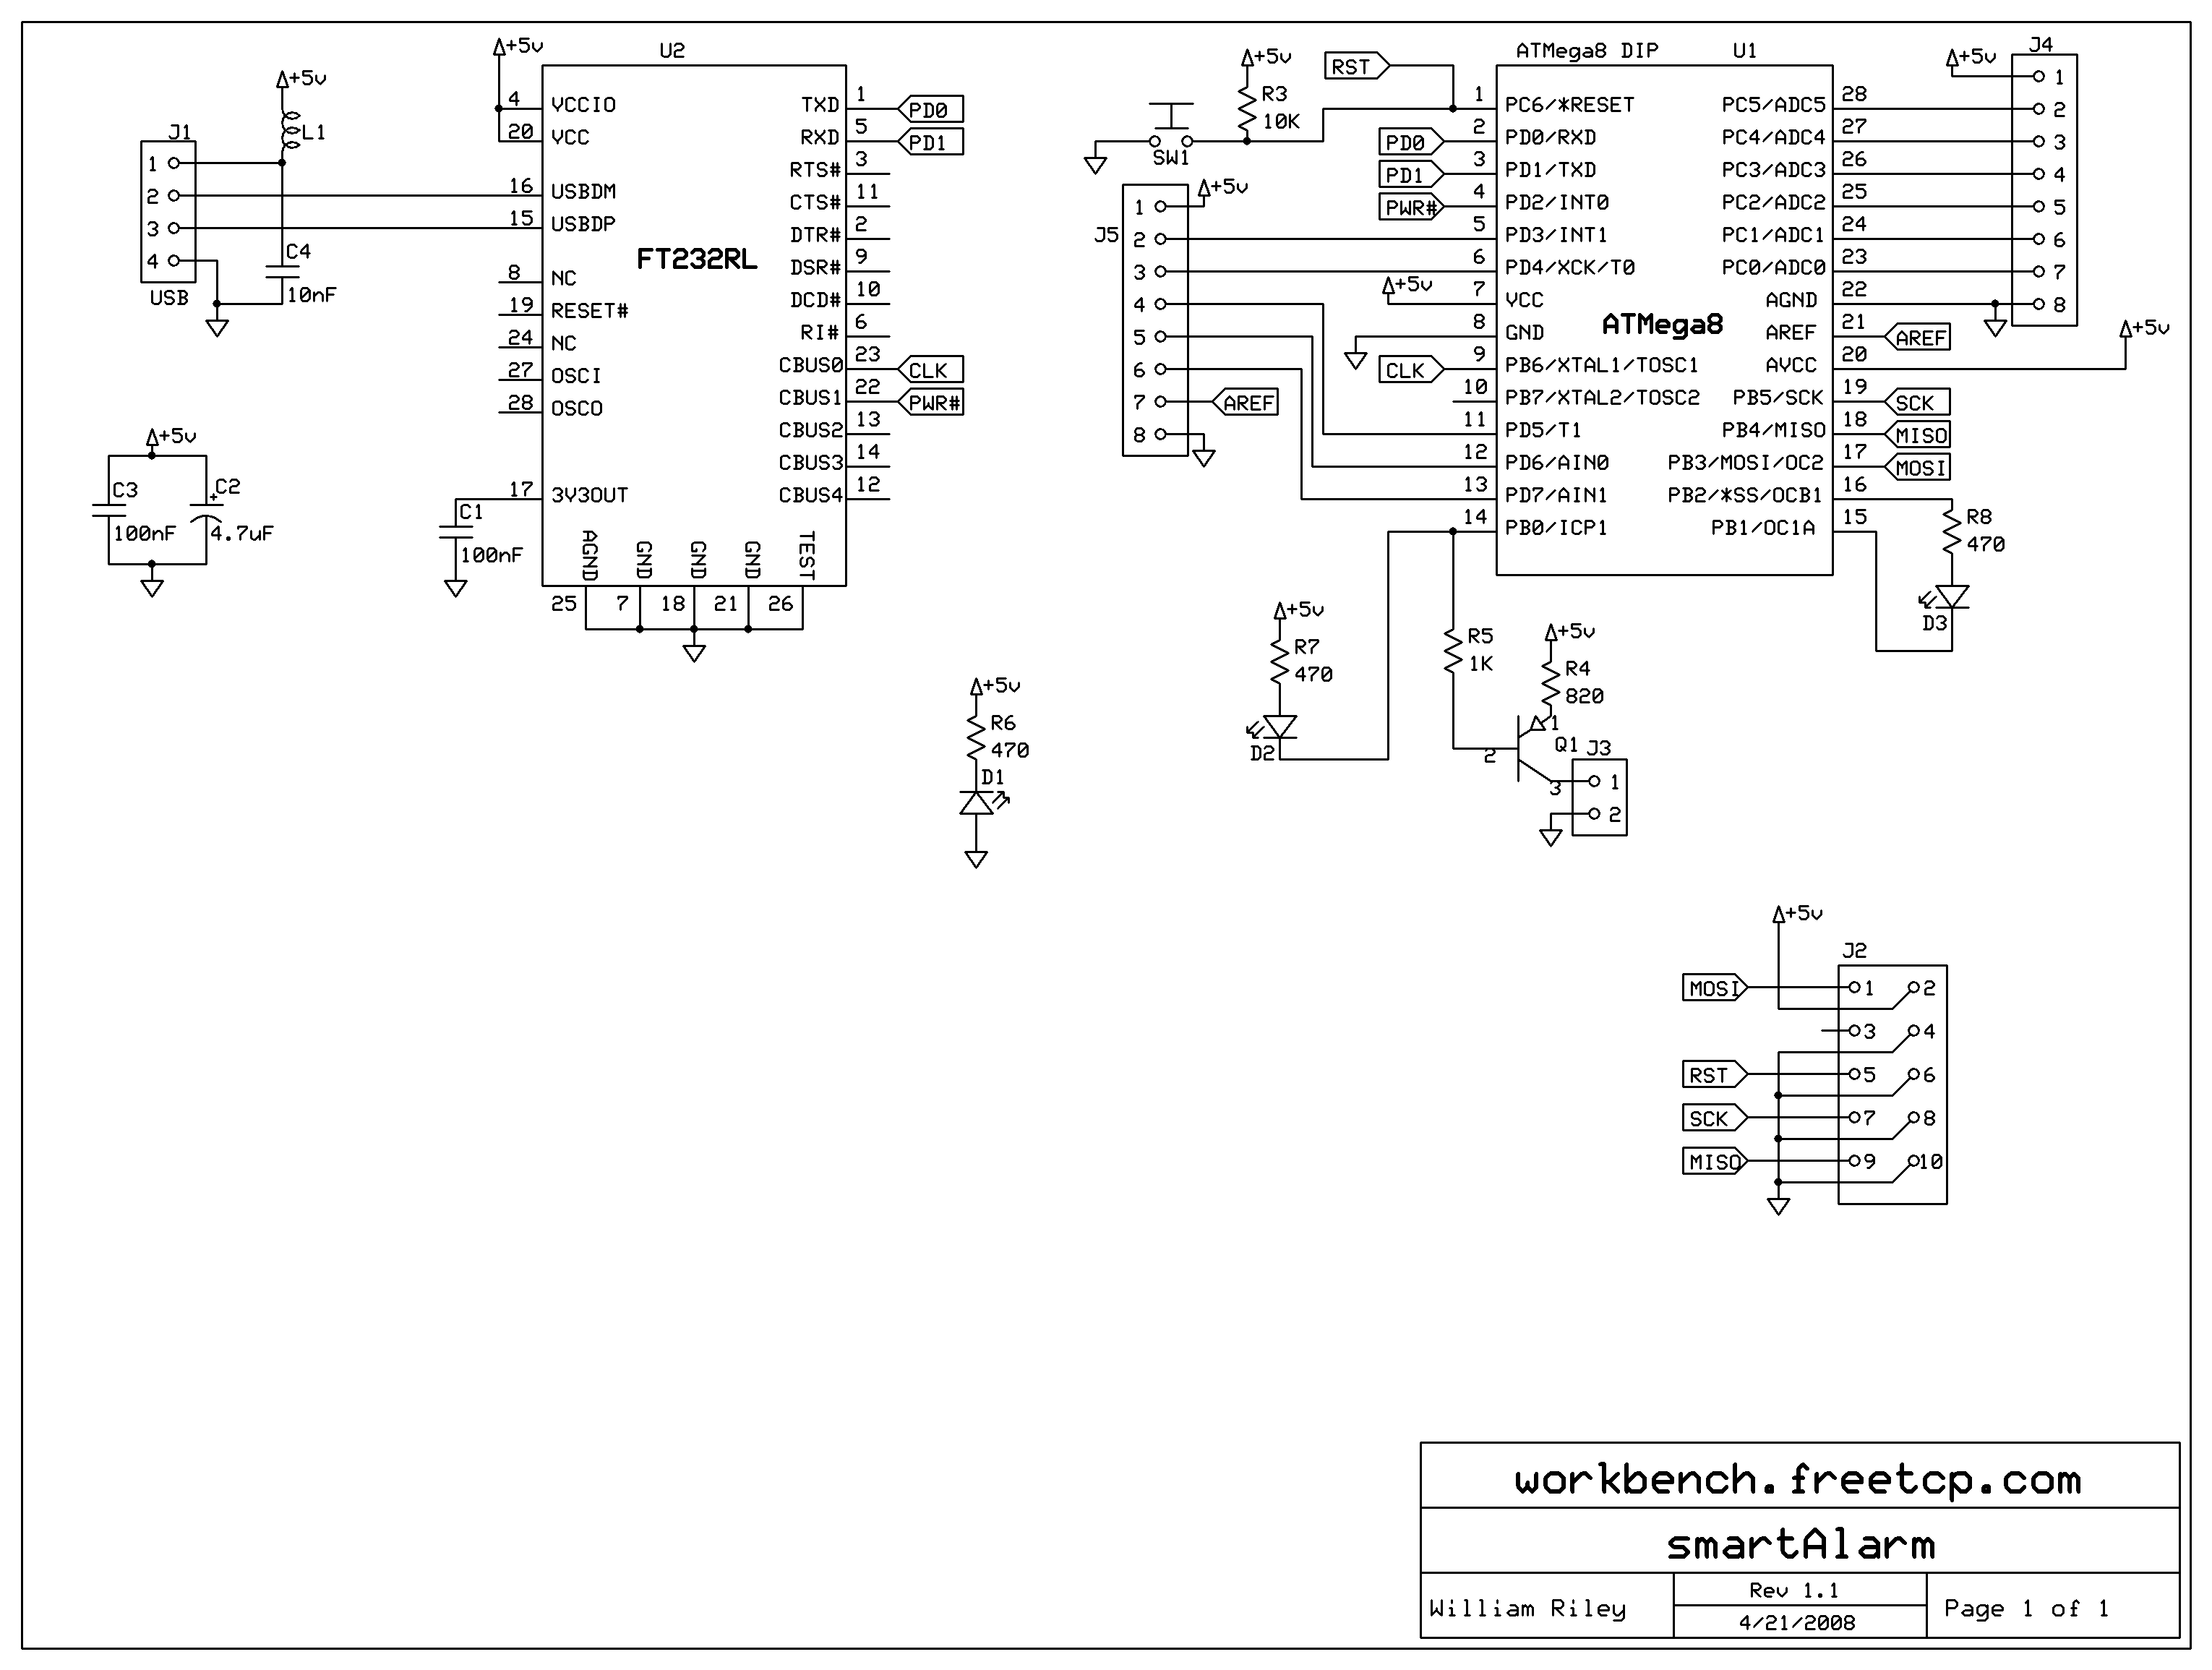 +5v
L1
J1
1
2
3
4
USB
C4
10nF
+5v
C3
100nF
C2
+
4.7uF
+5v
U2
4 VCCIO
20 VCC
16 USBDM
15 USBDP
FT232RL
8 NC
19 RESET#
24 NC
27 OSCI
28 OSCO
17 3V3OUT
C1
100nF
TXD 1 PD0
RXD 5 PD1
RTS# 3
CTS# 11
DTR# 2
DSR# 9
DCD# 10
RI# 6
CBUS0 23 CLK
CBUS1 22 PWR#
CBUS2 13
CBUS3 14
CBUS4 12
AGND GND GND GND TEST
25 7 18 21 26
+5v
R6
470
D1
+5v
R3
10K
SW1
RST
J5
+5v
1
2
3
4
5
6
7 AREF
8
ATMega8 DIP U1
1 PC6/*RESET
PD0 2 PD0/RXD
PD1 3 PD1/TXD
PWR# 4 PD2/INT0
5 PD3/INT1
6 PD4/XCK/T0
+5v 7 VCC
8 GND
CLK 9 PB6/XTAL1/TOSC1
10 PB7/XTAL2/TOSC2
11 PD5/T1
12 PD6/AIN0
13 PD7/AIN1
14 PB0/ICP1
ATMega8
PC5/ADC5 28
PC4/ADC4 27
PC3/ADC3 26
PC2/ADC2 25
PC1/ADC1 24
PC0/ADC0 23
AGND 22
AREF 21 AREF
AVCC 20
PB5/SCK 19 SCK
PB4/MISO 18 MISO
PB3/MOSI/OC2 17 MOSI
PB2/*SS/OCB1 16
PB1/OC1A 15
J4
+5v
1
2
3
4
5
6
7
8
+5v
R8
470
D3
+5v
R7
470
D2
R5
1K
+5v
R4
820
1
2
3
Q1
J3
1
2
+5v
J2
MOSI 1 2
3 4
RST 5 6
SCK 7 8
MISO 9 10
workbench.freetcp.com
smartAlarm
William Riley
Rev 1.1
4/21/2008
Page 1 of 1